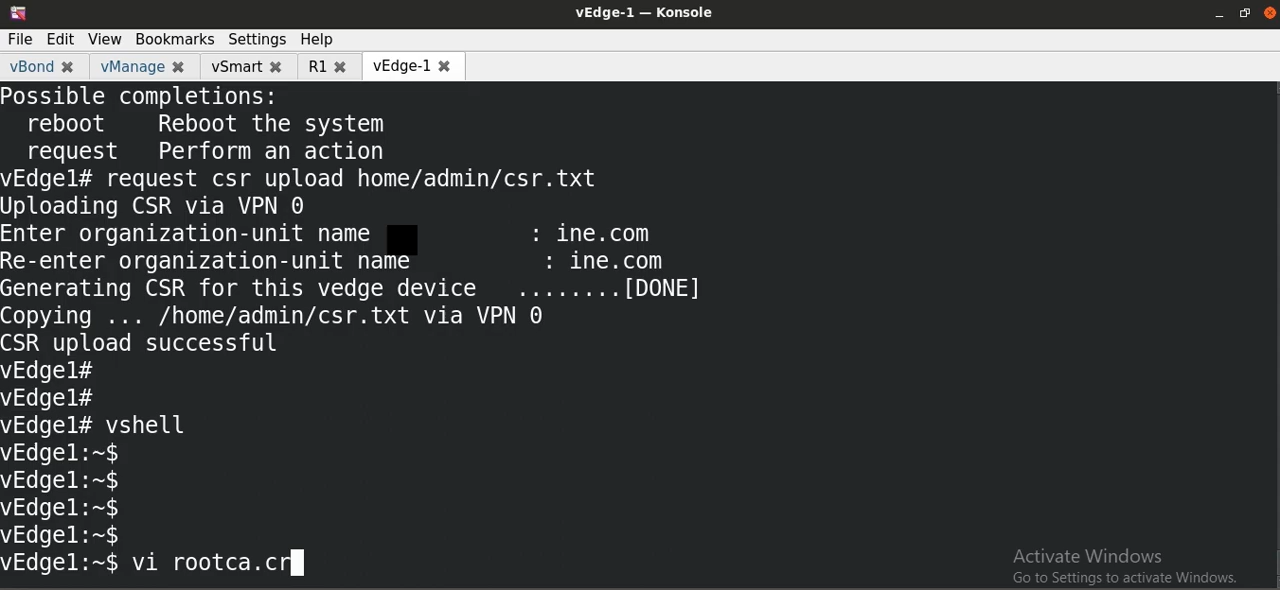 vEdge-1 — Konsole
File Edit View Bookmarks Settings Help
vBond vManage vSmart R1 vEdge-1
Possible completions:
  reboot    Reboot the system
  request   Perform an action
vEdge1# request csr upload home/admin/csr.txt
Uploading CSR via VPN 0
Enter organization-unit name            : ine.com
Re-enter organization-unit name          : ine.com
Generating CSR for this vedge device   ........[DONE]
Copying ... /home/admin/csr.txt via VPN 0
CSR upload successful
vEdge1#
vEdge1#
vEdge1# vshell
vEdge1:~$
vEdge1:~$
vEdge1:~$
vEdge1:~$
vEdge1:~$ vi rootca.cr
Activate Windows
Go to Settings to activate Windows.